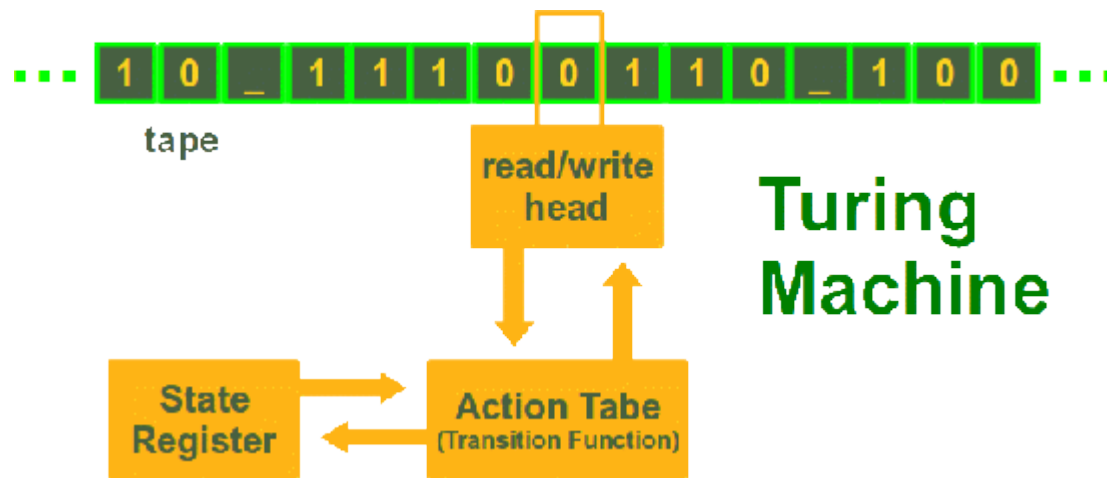 ... 1 0 _ 1 1 1 0 0 1 1 0 _ 1 0 0 ...
tape
read/write
head
Turing
Machine
State
Register
Action Tabe
(Transition Function)